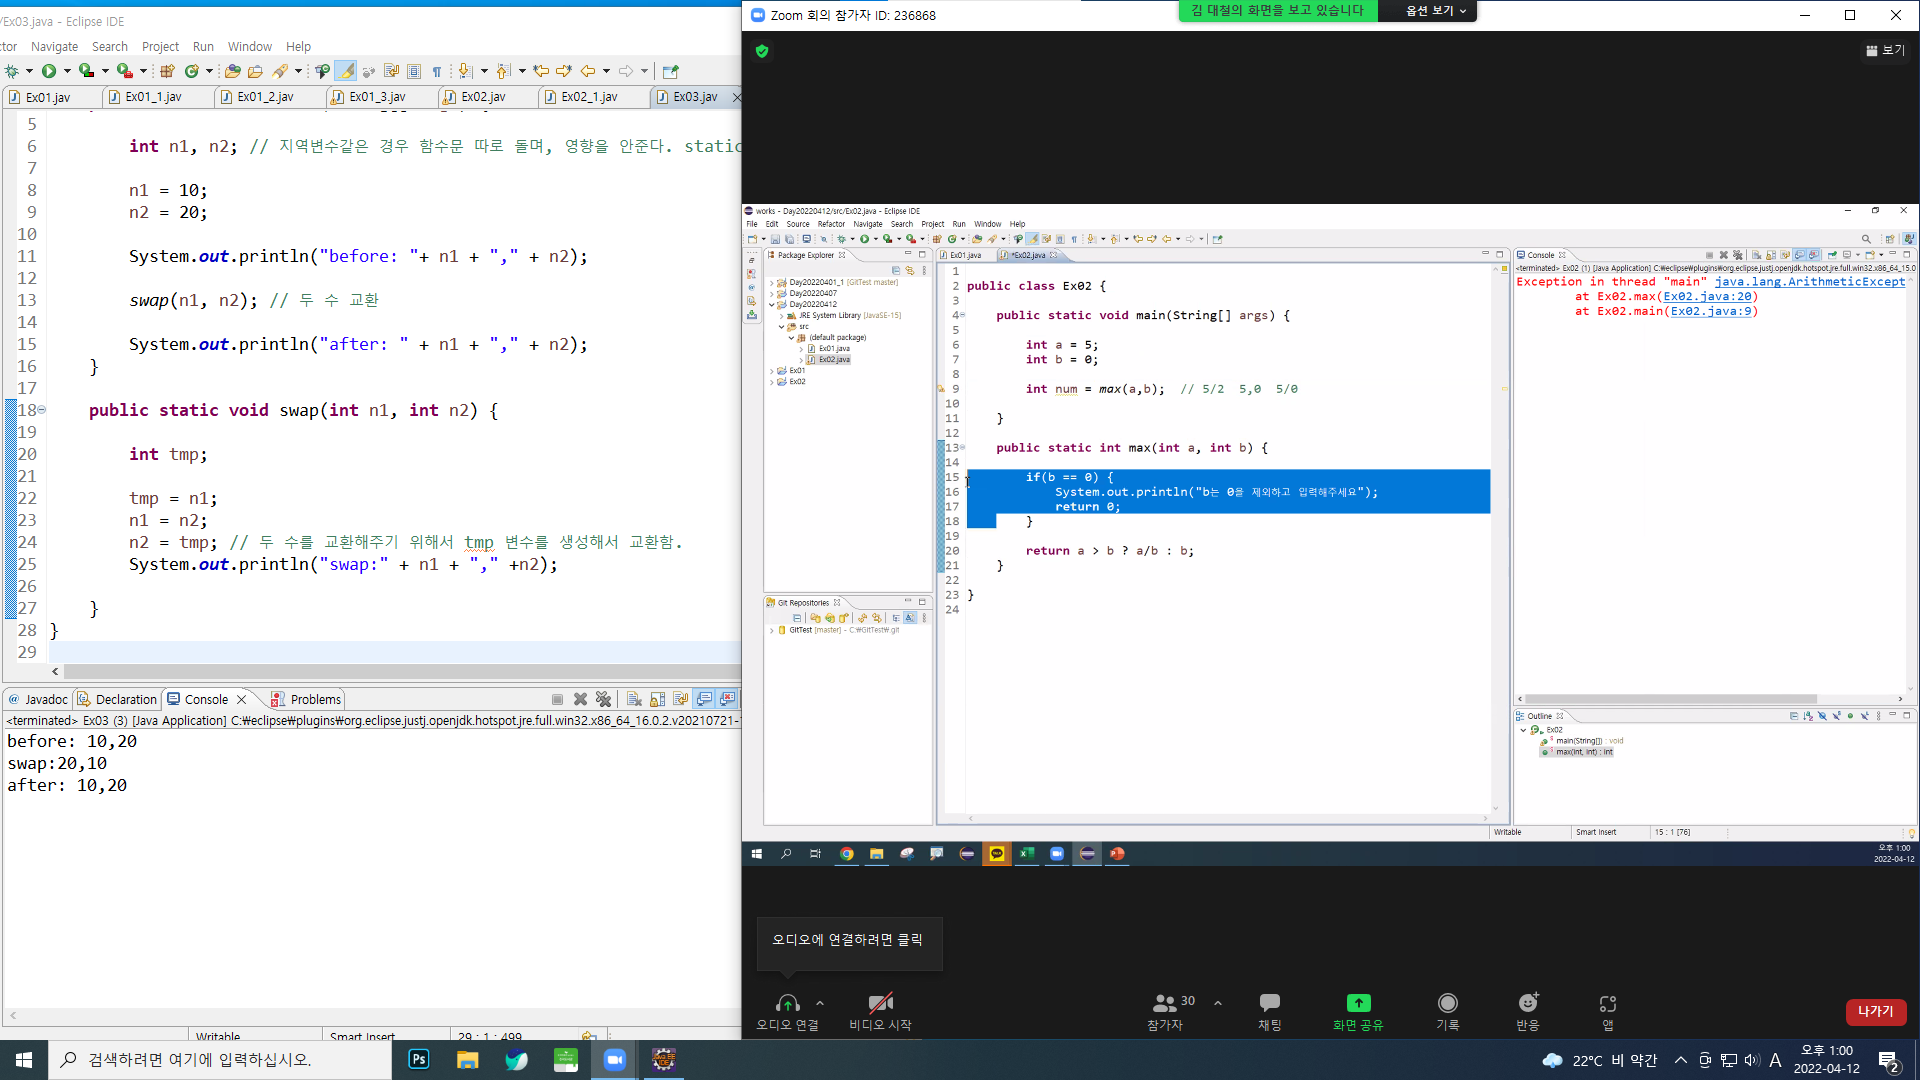 /Ex03.java - Eclipse IDE
tor Navigate Search Project Run Window Help
Ex01.jav Ex01_1.jav Ex01_2.jav Ex01_3.jav Ex02.jav Ex02_1.jav Ex03.jav
5
6 int n1, n2; // 지역변수같은 경우 함수문 따로 돌며, 영향을 안준다. static
7
8 n1 = 10;
9 n2 = 20;
10
11 System.out.println("before: "+ n1 + "," + n2);
12
13 swap(n1, n2); // 두 수 교환
14
15 System.out.println("after: " + n1 + "," + n2);
16 }
17
18 public static void swap(int n1, int n2) {
19
20 int tmp;
21
22 tmp = n1;
23 n1 = n2;
24 n2 = tmp; // 두 수를 교환해주기 위해서 tmp 변수를 생성해서 교환함.
25 System.out.println("swap:" + n1 + "," +n2);
26
27 }
28 }
29
@ Javadoc Declaration Console Problems
<terminated> Ex03 (3) [Java Application] C:₩eclipse₩plugins₩org.eclipse.justj.openjdk.hotspot.jre.full.win32.x86_64_16.0.2.v20210721-1
before: 10,20
swap:20,10
after: 10,20
Writable Smart Insert 29 : 1 : 499
Zoom 회의 참가자 ID: 236868
김 대철의 화면을 보고 있습니다 옵션 보기
보기
works - Day20220412/src/Ex02.java - Eclipse IDE
File Edit Source Refactor Navigate Search Project Run Window Help
Package Explorer
Day20220401_1 [GitTest master]
Day20220407
Day20220412
JRE System Library [JavaSE-15]
src
(default package)
Ex01.java
Ex02.java
Ex01
Ex02
Git Repositories
GitTest [master] - C:₩GitTest₩.git
Ex01.java *Ex02.java
1
2 public class Ex02 {
3
4 public static void main(String[] args) {
5
6 int a = 5;
7 int b = 0;
8
9 int num = max(a,b); // 5/2 5,0 5/0
10
11 }
12
13 public static int max(int a, int b) {
14
15 if(b == 0) {
16 System.out.println("b는 0을 제외하고 입력해주세요");
17 return 0;
18 }
19
20 return a > b ? a/b : b;
21 }
22
23 }
24
Console
<terminated> Ex02 (1) [Java Application] C:₩eclipse₩plugins₩org.eclipse.justj.openjdk.hotspot.jre.full.win32.x86_64_15.0
Exception in thread "main" java.lang.ArithmeticExcept
at Ex02.max(Ex02.java:20)
at Ex02.main(Ex02.java:9)
Outline
Ex02
main(String[]) : void
max(int, int) : int
Writable Smart Insert 15 : 1 [76]
오후 1:00
2022-04-12
오디오에 연결하려면 클릭
오디오 연결 비디오 시작 참가자 30 채팅 화면 공유 기록 반응 앱 나가기
검색하려면 여기에 입력하십시오.
Ps
22°C 비 약간 A 오후 1:00
2022-04-12
2